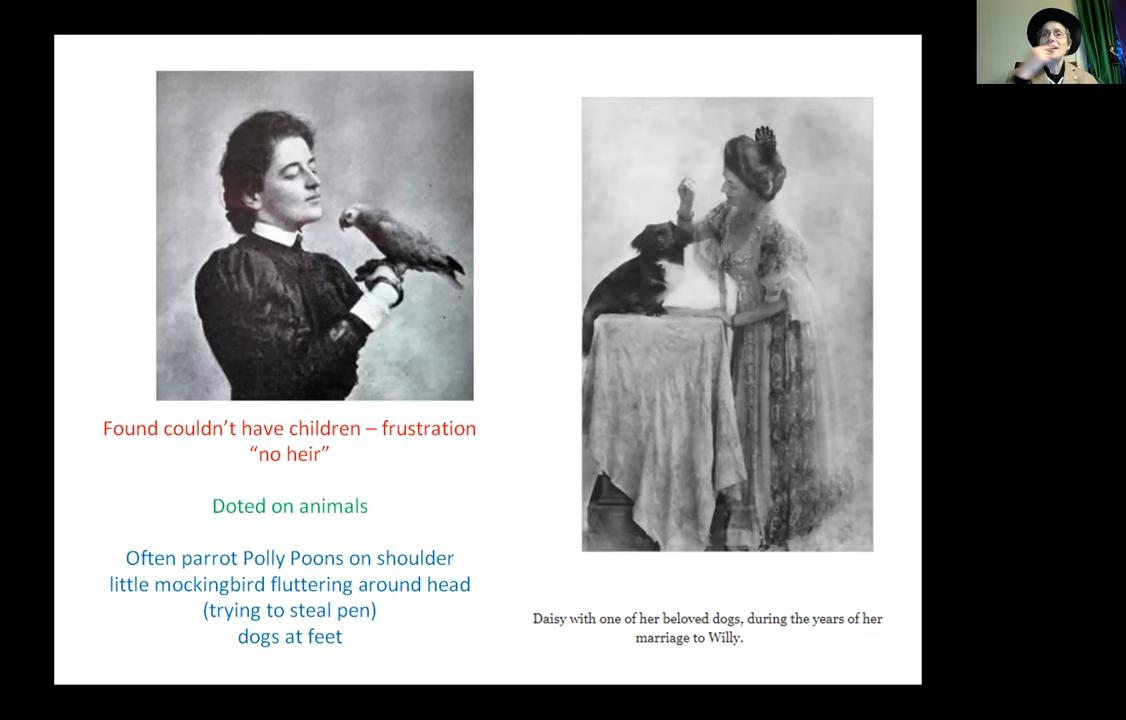 Found couldn’t have children – frustration
“no heir”
Doted on animals
Often parrot Polly Poons on shoulder
little mockingbird fluttering around head
(trying to steal pen)
dogs at feet
Daisy with one of her beloved dogs, during the years of her
marriage to Willy.